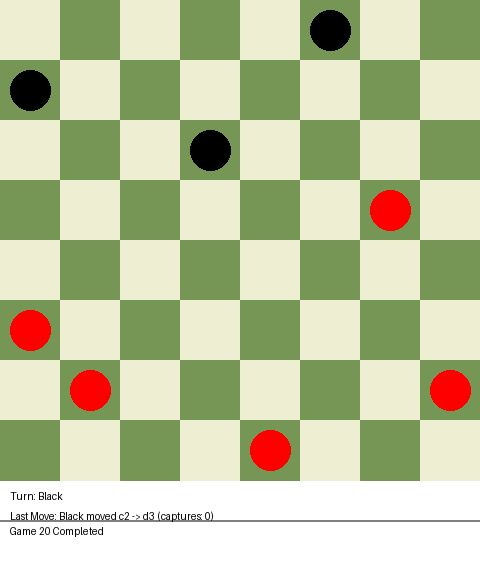 Turn: Black
Last Move: Black moved c2 -> d3 (captures: 0)
Game 20 Completed